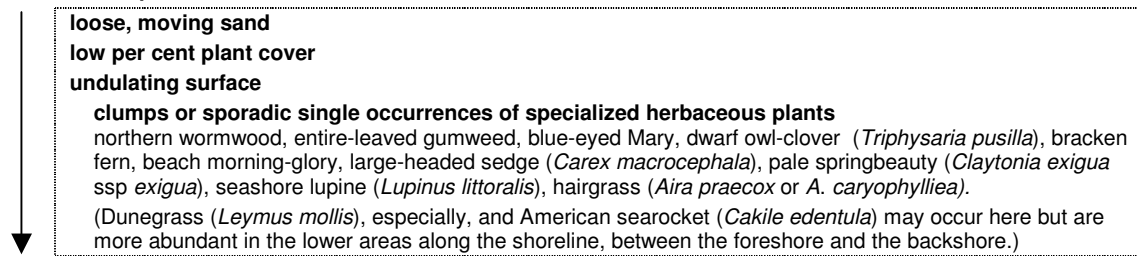 loose, moving sand
low per cent plant cover
undulating surface
clumps or sporadic single occurrences of specialized herbaceous plants
northern wormwood, entire-leaved gumweed, blue-eyed Mary, dwarf owl-clover (Triphysaria pusilla), bracken
fern, beach morning-glory, large-headed sedge (Carex macrocephala), pale springbeauty (Claytonia exigua
ssp exigua), seashore lupine (Lupinus littoralis), hairgrass (Aira praecox or A. caryophylliea).
(Dunegrass (Leymus mollis), especially, and American searocket (Cakile edentula) may occur here but are
more abundant in the lower areas along the shoreline, between the foreshore and the backshore.)